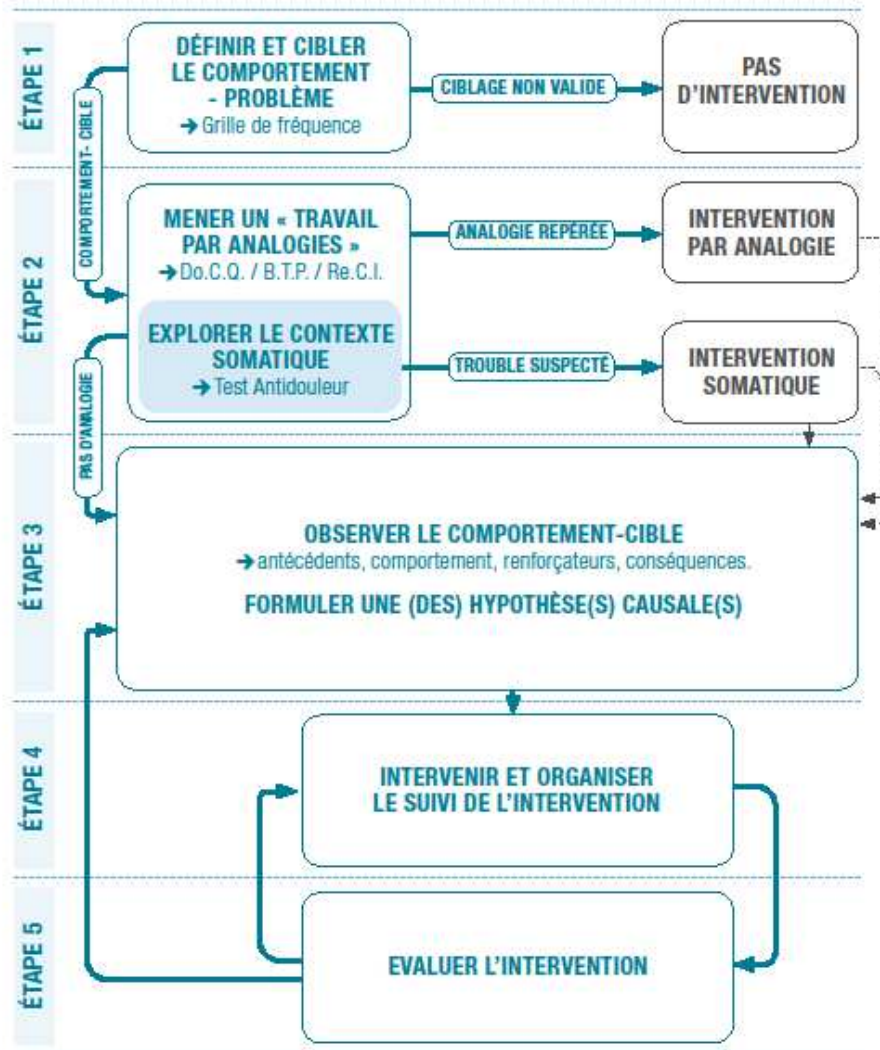 ÉTAPE 1
DÉFINIR ET CIBLER
LE COMPORTEMENT
- PROBLÈME
➔ Grille de fréquence
CIBLAGE NON VALIDE
PAS
D’INTERVENTION
COMPORTEMENT- CIBLE
ÉTAPE 2
MENER UN « TRAVAIL
PAR ANALOGIES »
➔ Do.C.Q. / B.T.P. / Re.C.I.
ANALOGIE REPÉRÉE
INTERVENTION
PAR ANALOGIE
EXPLORER LE CONTEXTE
SOMATIQUE
➔ Test Antidouleur
TROUBLE SUSPECTÉ
INTERVENTION
SOMATIQUE
PAS D’ANALOGIE
ÉTAPE 3
OBSERVER LE COMPORTEMENT-CIBLE
➔ antécédents, comportement, renforçateurs, conséquences.
FORMULER UNE (DES) HYPOTHÈSE(S) CAUSALE(S)
ÉTAPE 4
INTERVENIR ET ORGANISER
LE SUIVI DE L’INTERVENTION
ÉTAPE 5
EVALUER L’INTERVENTION